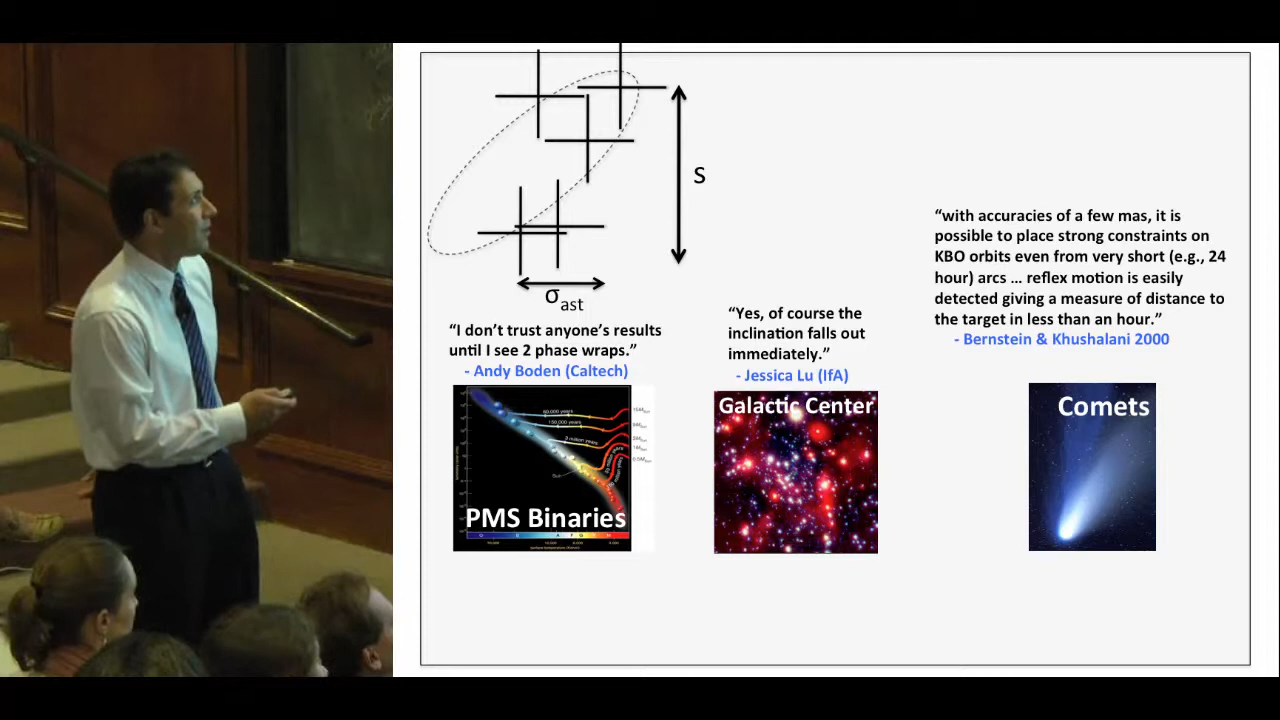 s
σast
“I don’t trust anyone’s results
until I see 2 phase wraps.”
- Andy Boden (Caltech)
PMS Binaries
“Yes, of course the
inclination falls out
immediately.”
- Jessica Lu (IfA)
Galactic Center
“with accuracies of a few mas, it is
possible to place strong constraints on
KBO orbits even from very short (e.g., 24
hour) arcs ... reflex motion is easily
detected giving a measure of distance to
the target in less than an hour.”
- Bernstein & Khushalani 2000
Comets